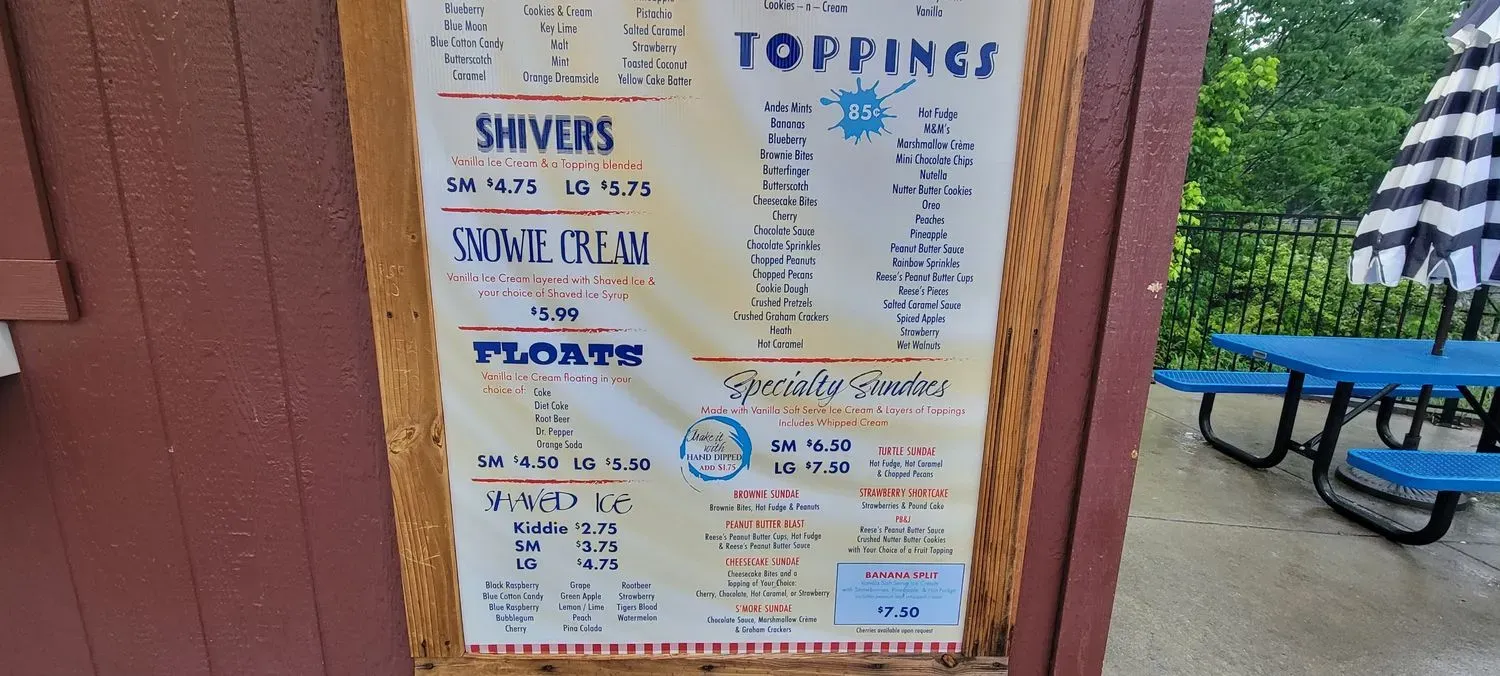 Blueberry
Blue Moon
Blue Cotton Candy
Butterscotch
Caramel
Cookies & Cream
Key Lime
Malt
Mint
Orange Dreamsicle
Pistachio
Salted Caramel
Strawberry
Toasted Coconut
Yellow Cake Batter
SHIVERS
Vanilla Ice Cream & a Topping blended
SM $4.75 LG $5.75
SNOWIE CREAM
Vanilla Ice Cream layered with Shaved Ice &
your choice of Shaved Ice Syrup
$5.99
FLOATS
Vanilla Ice Cream floating in your
choice of:
Coke
Diet Coke
Root Beer
Dr. Pepper
Orange Soda
SM $4.50 LG $5.50
SHAVED ICE
Kiddie $2.75
SM $3.75
LG $4.75
Black Raspberry
Blue Cotton Candy
Blue Raspberry
Bubblegum
Cherry
Grape
Green Apple
Lemon / Lime
Peach
Pina Colada
Rootbeer
Strawberry
Tigers Blood
Watermelon
Cookies - n - Cream
Vanilla
TOPPINGS
85¢
Andes Mints
Bananas
Blueberry
Brownie Bites
Butterfinger
Butterscotch
Cheesecake Bites
Cherry
Chocolate Sauce
Chocolate Sprinkles
Chopped Peanuts
Chopped Pecans
Cookie Dough
Crushed Pretzels
Crushed Graham Crackers
Heath
Hot Caramel
Hot Fudge
M&M's
Marshmallow Crème
Mini Chocolate Chips
Nutella
Nutter Butter Cookies
Oreo
Peaches
Pineapple
Peanut Butter Sauce
Rainbow Sprinkles
Reese's Peanut Butter Cups
Reese's Pieces
Salted Caramel Sauce
Spiced Apples
Strawberry
Wet Walnuts
Specialty Sundaes
Made with Vanilla Soft Serve Ice Cream & Layers of Toppings
Includes Whipped Cream
Make it
with
HAND DIPPED
ADD $1.75
SM $6.50
LG $7.50
TURTLE SUNDAE
Hot Fudge, Hot Caramel
& Chopped Pecans
BROWNIE SUNDAE
Brownie Bites, Hot Fudge & Peanuts
PEANUT BUTTER BLAST
Reese's Peanut Butter Cups, Hot Fudge
& Reese's Peanut Butter Sauce
CHEESECAKE SUNDAE
Cheesecake Bites and a
Topping of Your Choice:
Cherry, Chocolate, Hot Caramel, or Strawberry
S'MORE SUNDAE
Chocolate Sauce, Marshmallow Crème
& Graham Crackers
STRAWBERRY SHORTCAKE
Strawberries & Pound Cake
PB&J
Reese's Peanut Butter Sauce
Crushed Nutter Butter Cookies
with Your Choice of a Fruit Topping
BANANA SPLIT
Vanilla Soft Serve Ice Cream
with Strawberries, Pineapple, & Hot Fudge
$7.50
Cherries available upon request